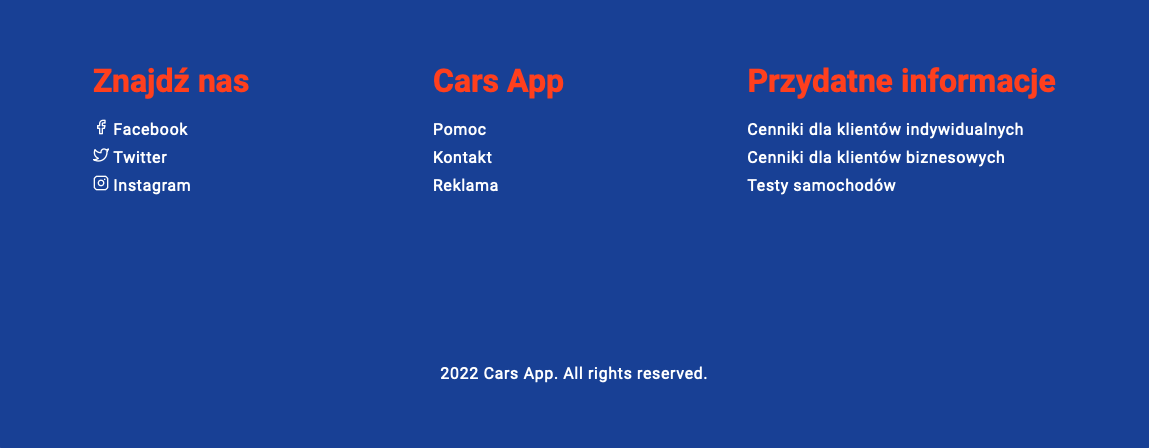 Znajdź nas
Facebook
Twitter
Instagram
Cars App
Pomoc
Kontakt
Reklama
Przydatne informacje
Cenniki dla klientów indywidualnych
Cenniki dla klientów biznesowych
Testy samochodów
2022 Cars App. All rights reserved.